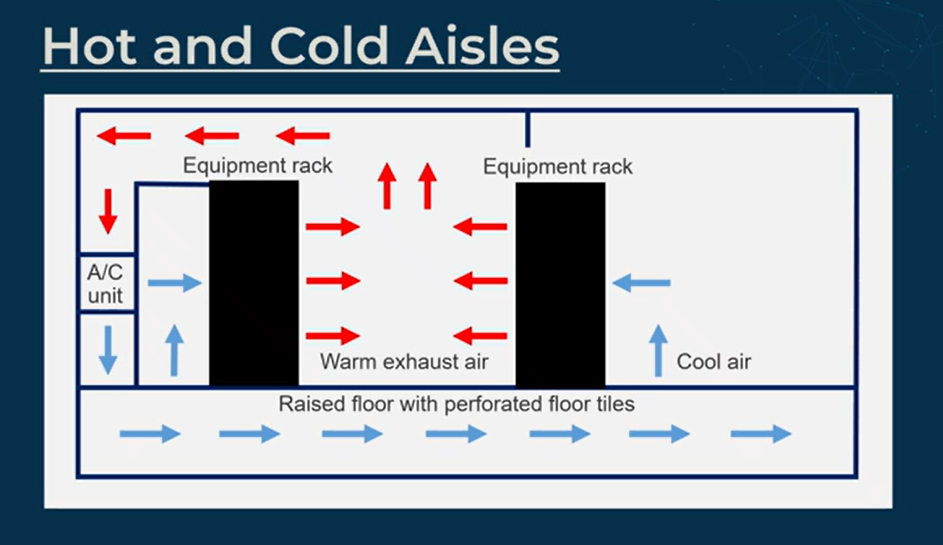 Hot and Cold Aisles
Equipment rack
Equipment rack
A/C
unit
Warm exhaust air
Cool air
Raised floor with perforated floor tiles